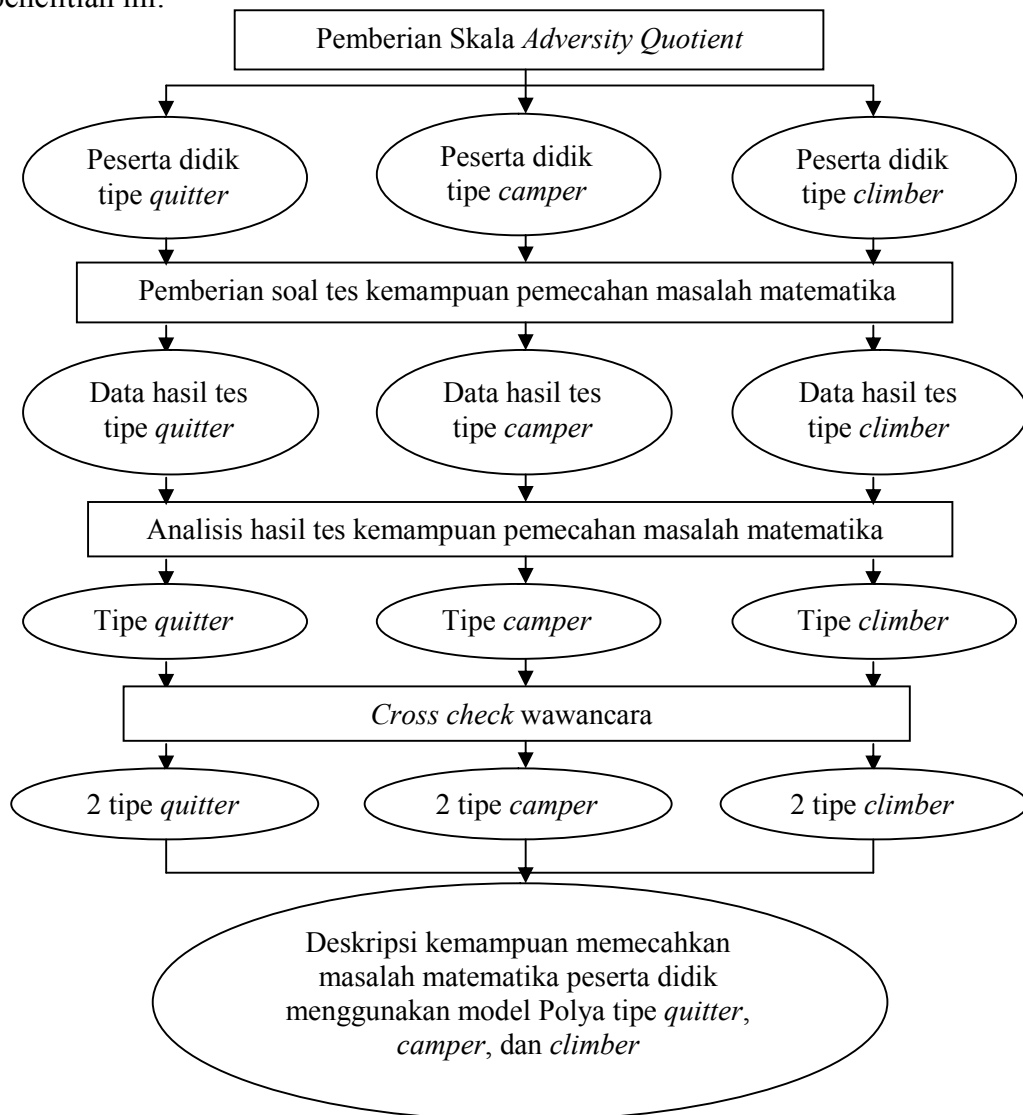 penelitian ini:
Pemberian Skala Adversity Quotient
Peserta didik
tipe quitter
Peserta didik
tipe camper
Peserta didik
tipe climber
Pemberian soal tes kemampuan pemecahan masalah matematika
Data hasil tes
tipe quitter
Data hasil tes
tipe camper
Data hasil tes
tipe climber
Analisis hasil tes kemampuan pemecahan masalah matematika
Tipe quitter
Tipe camper
Tipe climber
Cross check wawancara
2 tipe quitter
2 tipe camper
2 tipe climber
Deskripsi kemampuan memecahkan
masalah matematika peserta didik
menggunakan model Polya tipe quitter,
camper, dan climber